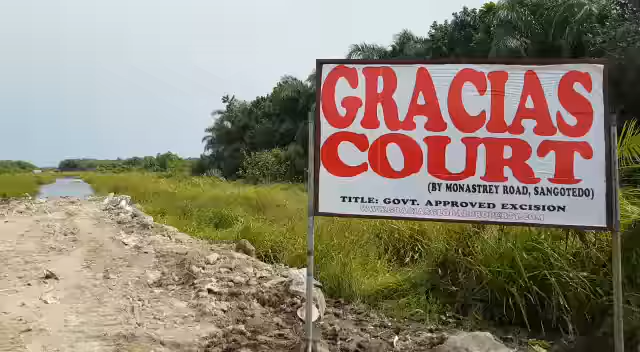 GRACIAS
COURT
(BY MONASTREY ROAD, SANGOTEDO)
TITLE: GOVT. APPROVED EXCISION